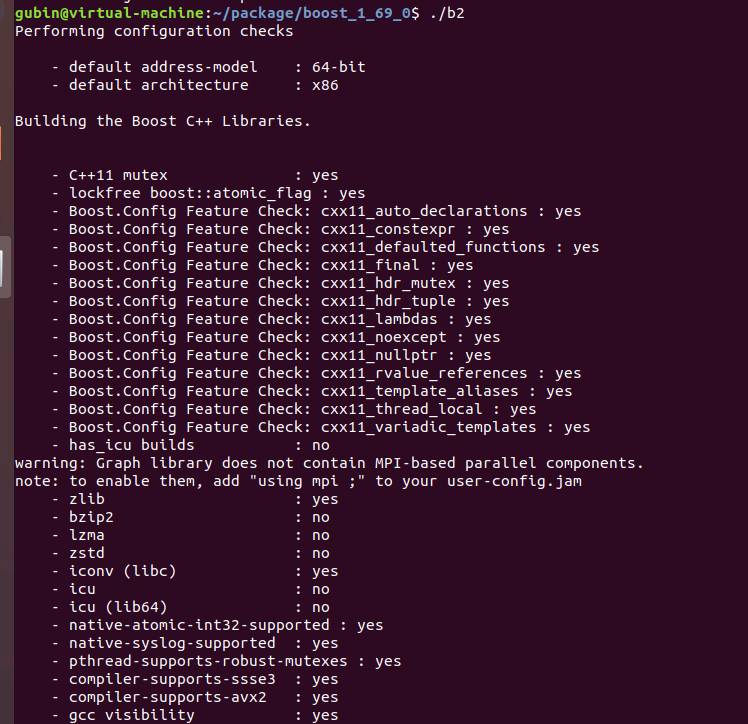 gubin@virtual-machine:~/package/boost_1_69_0$ ./b2
Performing configuration checks
- default address-model : 64-bit
- default architecture : x86
Building the Boost C++ Libraries.
- C++11 mutex : yes
- lockfree boost::atomic_flag : yes
- Boost.Config Feature Check: cxx11_auto_declarations : yes
- Boost.Config Feature Check: cxx11_constexpr : yes
- Boost.Config Feature Check: cxx11_defaulted_functions : yes
- Boost.Config Feature Check: cxx11_final : yes
- Boost.Config Feature Check: cxx11_hdr_mutex : yes
- Boost.Config Feature Check: cxx11_hdr_tuple : yes
- Boost.Config Feature Check: cxx11_lambdas : yes
- Boost.Config Feature Check: cxx11_noexcept : yes
- Boost.Config Feature Check: cxx11_nullptr : yes
- Boost.Config Feature Check: cxx11_rvalue_references : yes
- Boost.Config Feature Check: cxx11_template_aliases : yes
- Boost.Config Feature Check: cxx11_thread_local : yes
- Boost.Config Feature Check: cxx11_variadic_templates : yes
- has_icu builds : no
warning: Graph library does not contain MPI-based parallel components.
note: to enable them, add "using mpi ;" to your user-config.jam
- zlib : yes
- bzip2 : no
- lzma : no
- zstd : no
- iconv (libc) : yes
- icu : no
- icu (lib64) : no
- native-atomic-int32-supported : yes
- native-syslog-supported : yes
- pthread-supports-robust-mutexes : yes
- compiler-supports-ssse3 : yes
- compiler-supports-avx2 : yes
- gcc visibility : yes